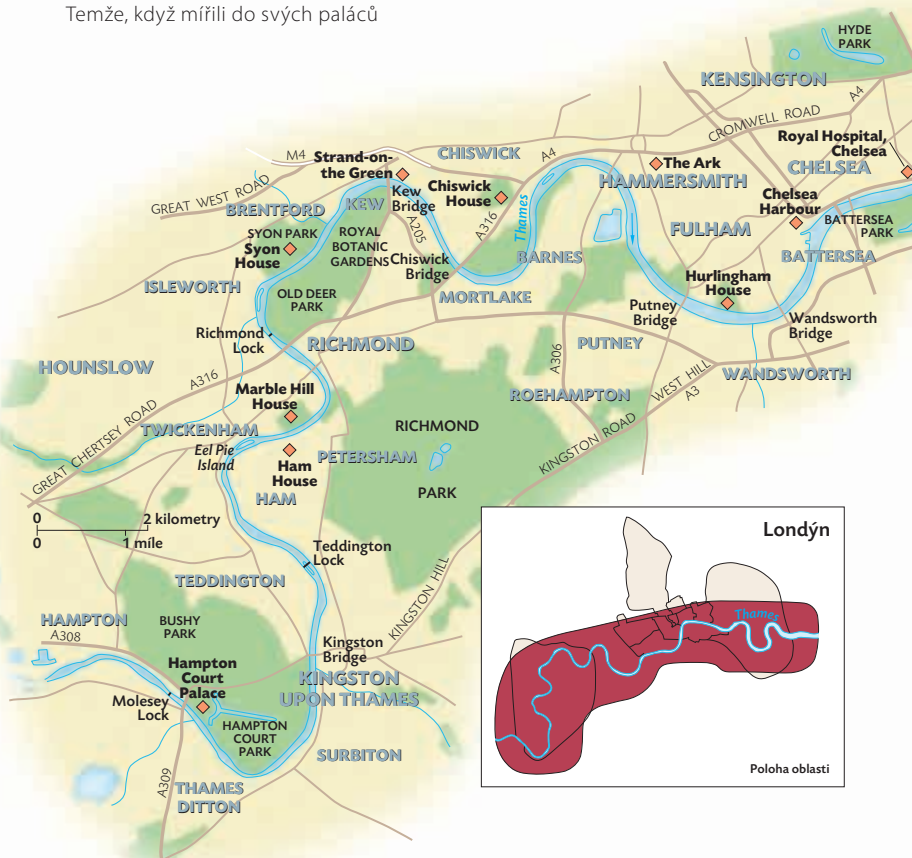 Temže, když mířili do svých paláců
HYDE
PARK
KENSINGTON
A4
CROMWELL ROAD
Royal Hospital,
Chelsea
CHELSEA
M4
Strand-on-
the Green
CHISWICK
A4
The Ark
HAMMERSMITH
GREAT WEST ROAD
BRENTFORD
KEW
Kew
Bridge
Chiswick
House
A316
Thames
Chelsea
Harbour
FULHAM
BATTERSEA
PARK
BATTERSEA
SYON PARK
Syon
House
ROYAL
BOTANIC
GARDENS
A205
Chiswick
Bridge
BARNES
ISLEWORTH
OLD DEER
PARK
MORTLAKE
Hurlingham
House
Putney
Bridge
Wandsworth
Bridge
Richmond
Lock
RICHMOND
PUTNEY
A306
HOUNSLOW
A316
WEST HILL
A3
WANDSWORTH
Marble Hill
House
ROEHAMPTON
GREAT CHERTSEY ROAD
TWICKENHAM
RICHMOND
PARK
KINGSTON ROAD
Eel Pie
Island
PETERSHAM
Ham
House
HAM
0 2 kilometry
0 1 míle
Teddington
Lock
TEDDINGTON
KINGSTON HILL
HAMPTON
A308
BUSHY
PARK
Kingston
Bridge
Hampton
Court
Palace
KINGSTON
UPON THAMES
Molesey
Lock
HAMPTON
COURT
PARK
SURBITON
A309
THAMES
DITTON
Londýn
Thames
Poloha oblasti